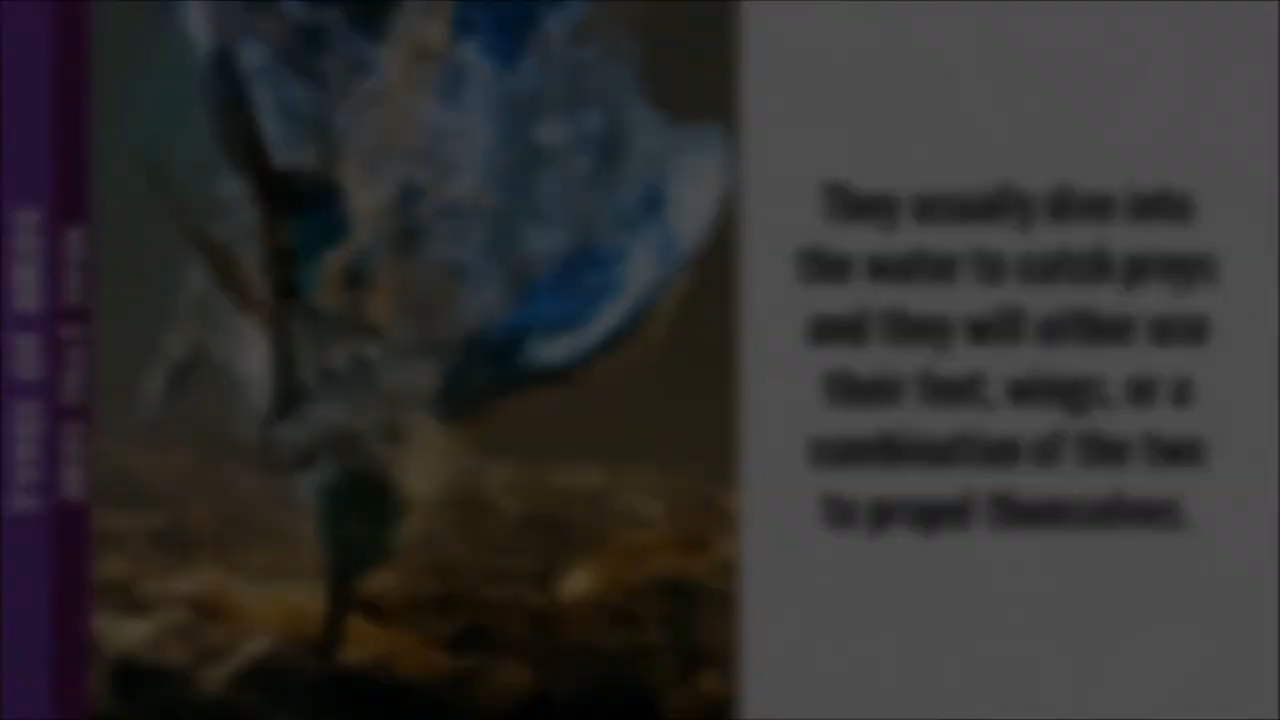 They usually dive into
the water to catch preys
and they will either use
their feet, wings, or a
combination of the two
to propel themselves.